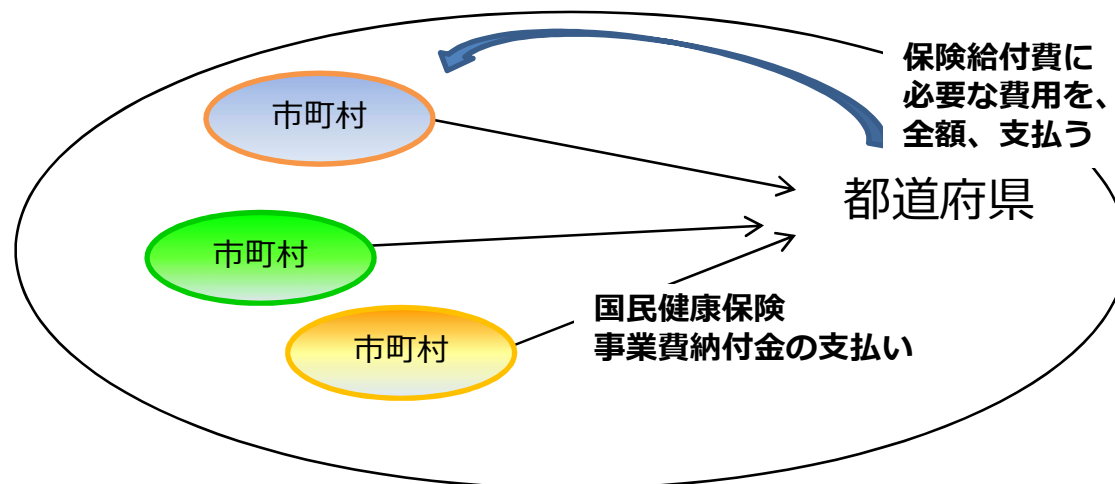 保険給付費に
必要な費用を、
全額、支払う
市町村
都道府県
市町村
国民健康保険
事業費納付金の支払い
市町村